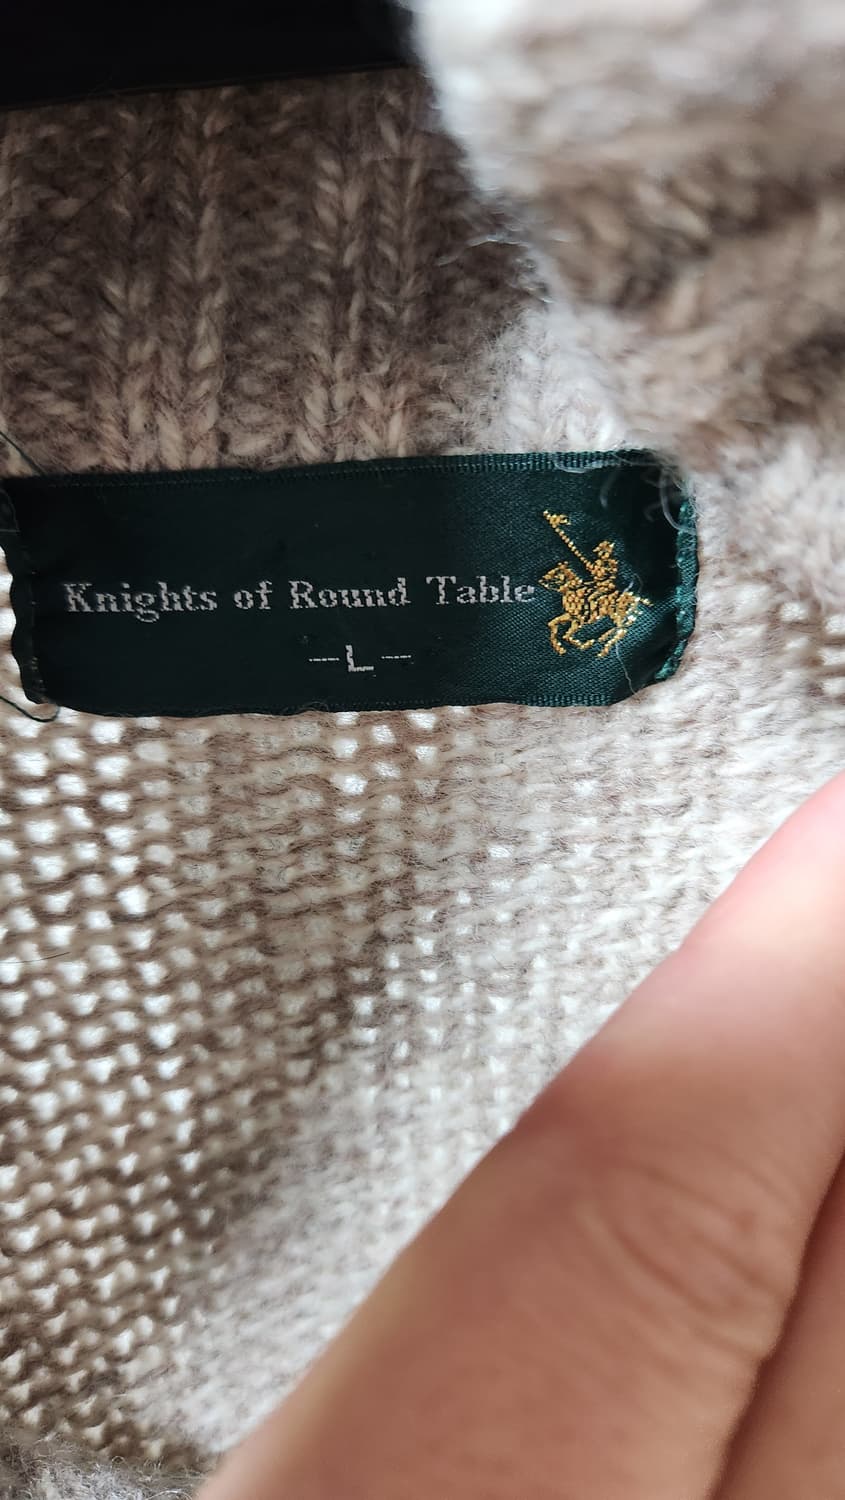 Knights of Round Table
-L-